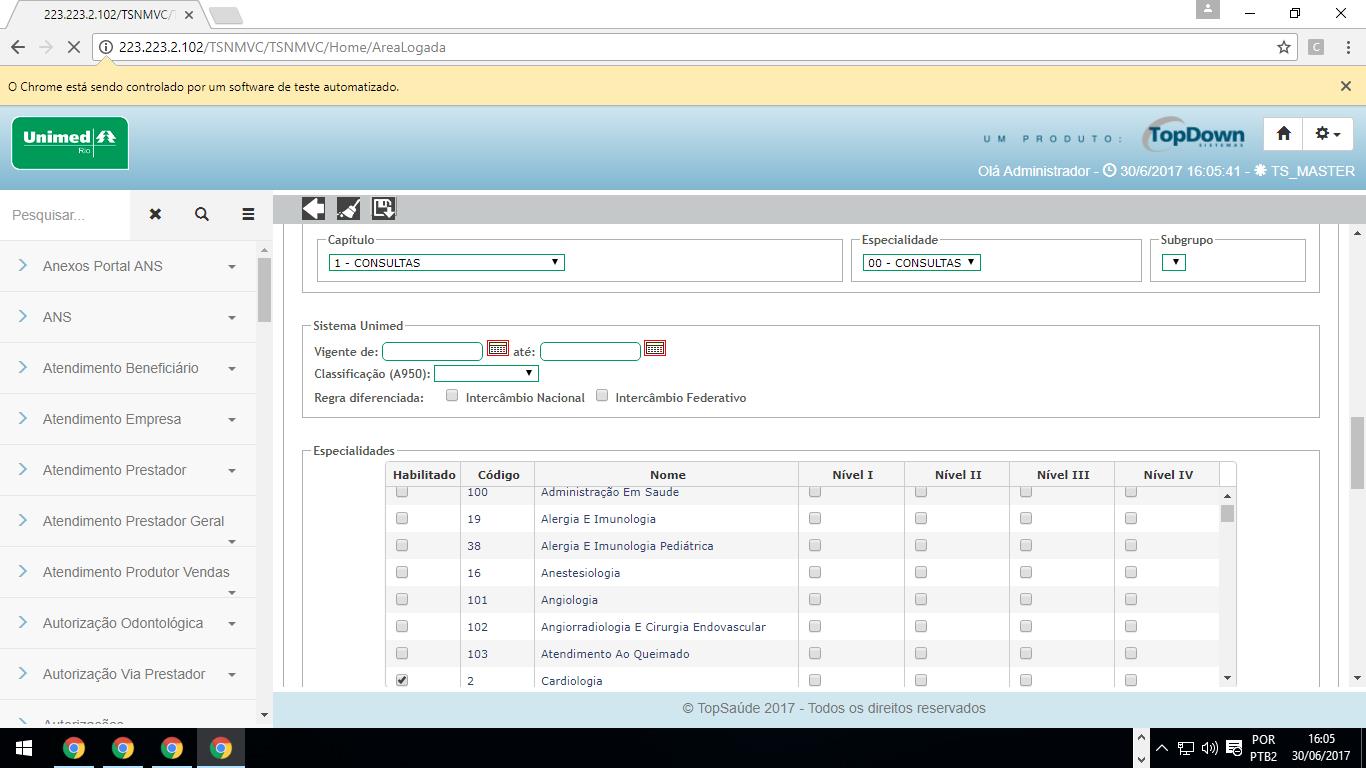 223.223.2.102/TSNMVC/T
223.223.2.102/TSNMVC/TSNMVC/Home/AreaLogada
C
O Chrome está sendo controlado por um software de teste automatizado.
Unimed
Rio
UM PRODUTO:
TopDown
SISTEMAS
Olá Administrador - 30/6/2017 16:05:41 - TS_MASTER
Pesquisar...
Anexos Portal ANS
ANS
Atendimento Beneficiário
Atendimento Empresa
Atendimento Prestador
Atendimento Prestador Geral
Atendimento Produtor Vendas
Autorização Odontológica
Autorização Via Prestador
Autorizações
Capítulo
1 - CONSULTAS
Especialidade
00 - CONSULTAS
Subgrupo
Sistema Unimed
Vigente de: até:
Classificação (A950):
Regra diferenciada: Intercâmbio Nacional Intercâmbio Federativo
Especialidades
Habilitado Código Nome Nível I Nível II Nível III Nível IV
100 Administração Em Saude
19 Alergia E Imunologia
38 Alergia E Imunologia Pediátrica
16 Anestesiologia
101 Angiologia
102 Angiorradiologia E Cirurgia Endovascular
103 Atendimento Ao Queimado
2 Cardiologia
© TopSaúde 2017 - Todos os direitos reservados
POR
PTB2
16:05
30/06/2017